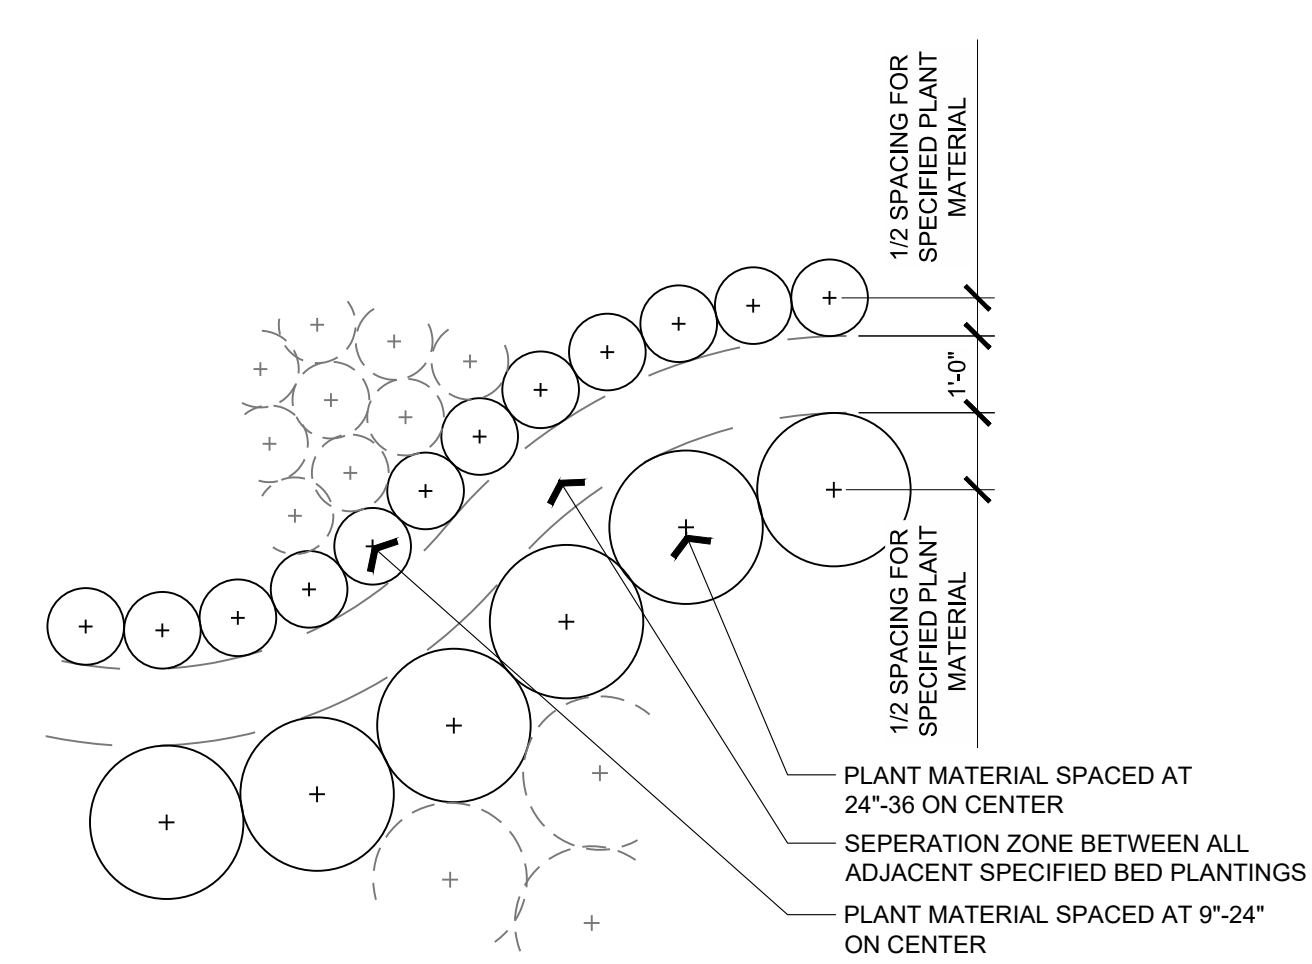 1/2 SPACING FOR
SPECIFIED PLANT
MATERIAL
1'-0"
1/2 SPACING FOR
SPECIFIED PLANT
MATERIAL
PLANT MATERIAL SPACED AT
24"-36 ON CENTER
SEPERATION ZONE BETWEEN ALL
ADJACENT SPECIFIED BED PLANTINGS
PLANT MATERIAL SPACED AT 9"-24"
ON CENTER